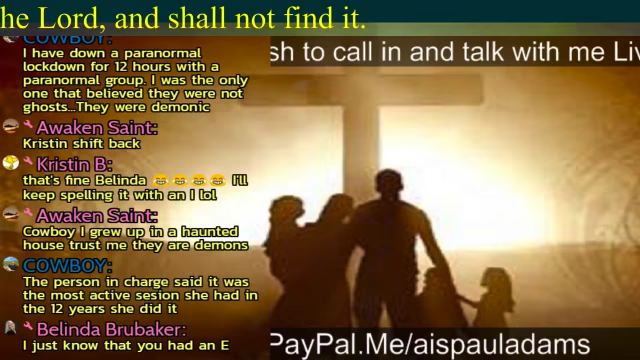 he Lord, and shall not find it.
sh to call in and talk with me Liv
COWBOY:
I have down a paranormal
lockdown for 12 hours with a
paranormal group. I was the only
one that believed they were not
ghosts...They were demonic
Awaken Saint:
Kristin shift back
Kristin B:
that's fine Belinda 😂😂😂😂 I'll
keep spelling it with an I lol
Awaken Saint:
Cowboy I grew up in a haunted
house trust me they are demons
COWBOY:
The person in charge said it was
the most active sesion she had in
the 12 years she did it
Belinda Brubaker:
I just know that you had an E
PayPal.Me/aispauladams